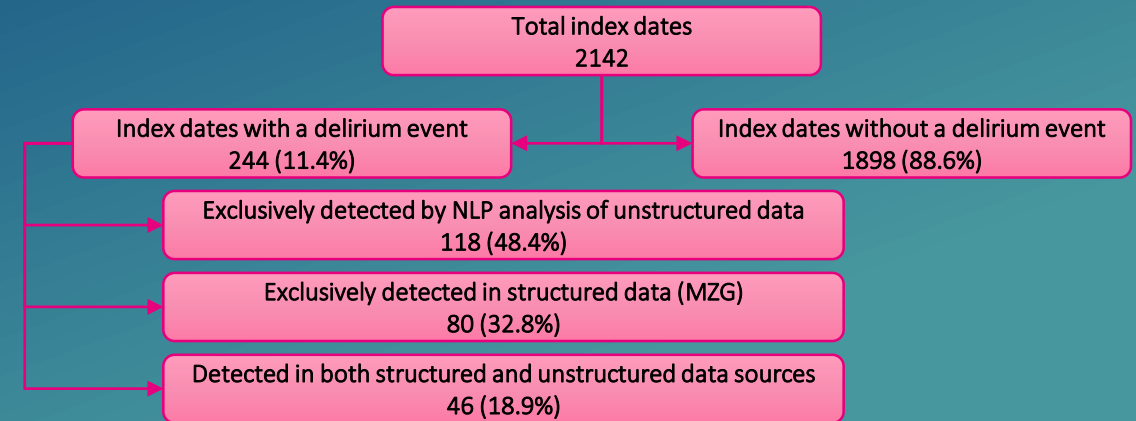 Total index dates
2142
Index dates with a delirium event
244 (11.4%)
Index dates without a delirium event
1898 (88.6%)
Exclusively detected by NLP analysis of unstructured data
118 (48.4%)
Exclusively detected in structured data (MZG)
80 (32.8%)
Detected in both structured and unstructured data sources
46 (18.9%)